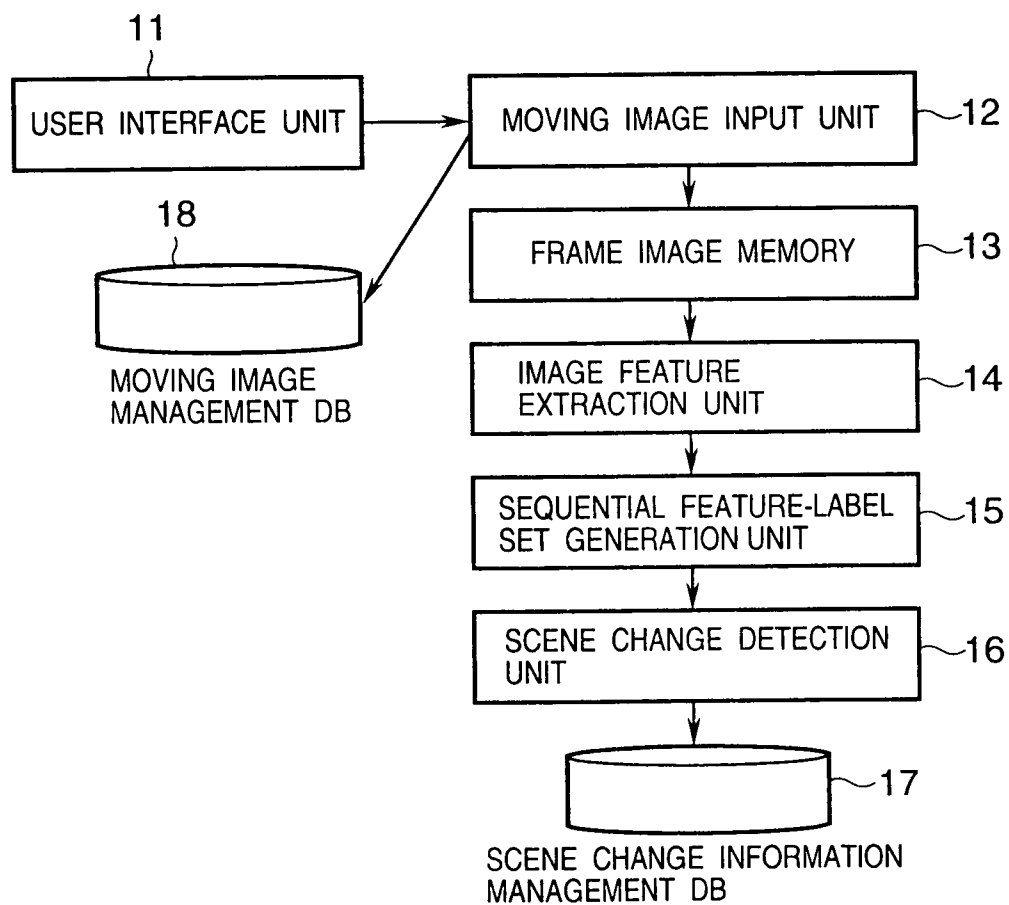 11
USER INTERFACE UNIT
MOVING IMAGE INPUT UNIT
12
18
FRAME IMAGE MEMORY
13
MOVING IMAGE
MANAGEMENT DB
IMAGE FEATURE
EXTRACTION UNIT
14
SEQUENTIAL FEATURE-LABEL
SET GENERATION UNIT
15
SCENE CHANGE DETECTION
UNIT
16
17
SCENE CHANGE INFORMATION
MANAGEMENT DB